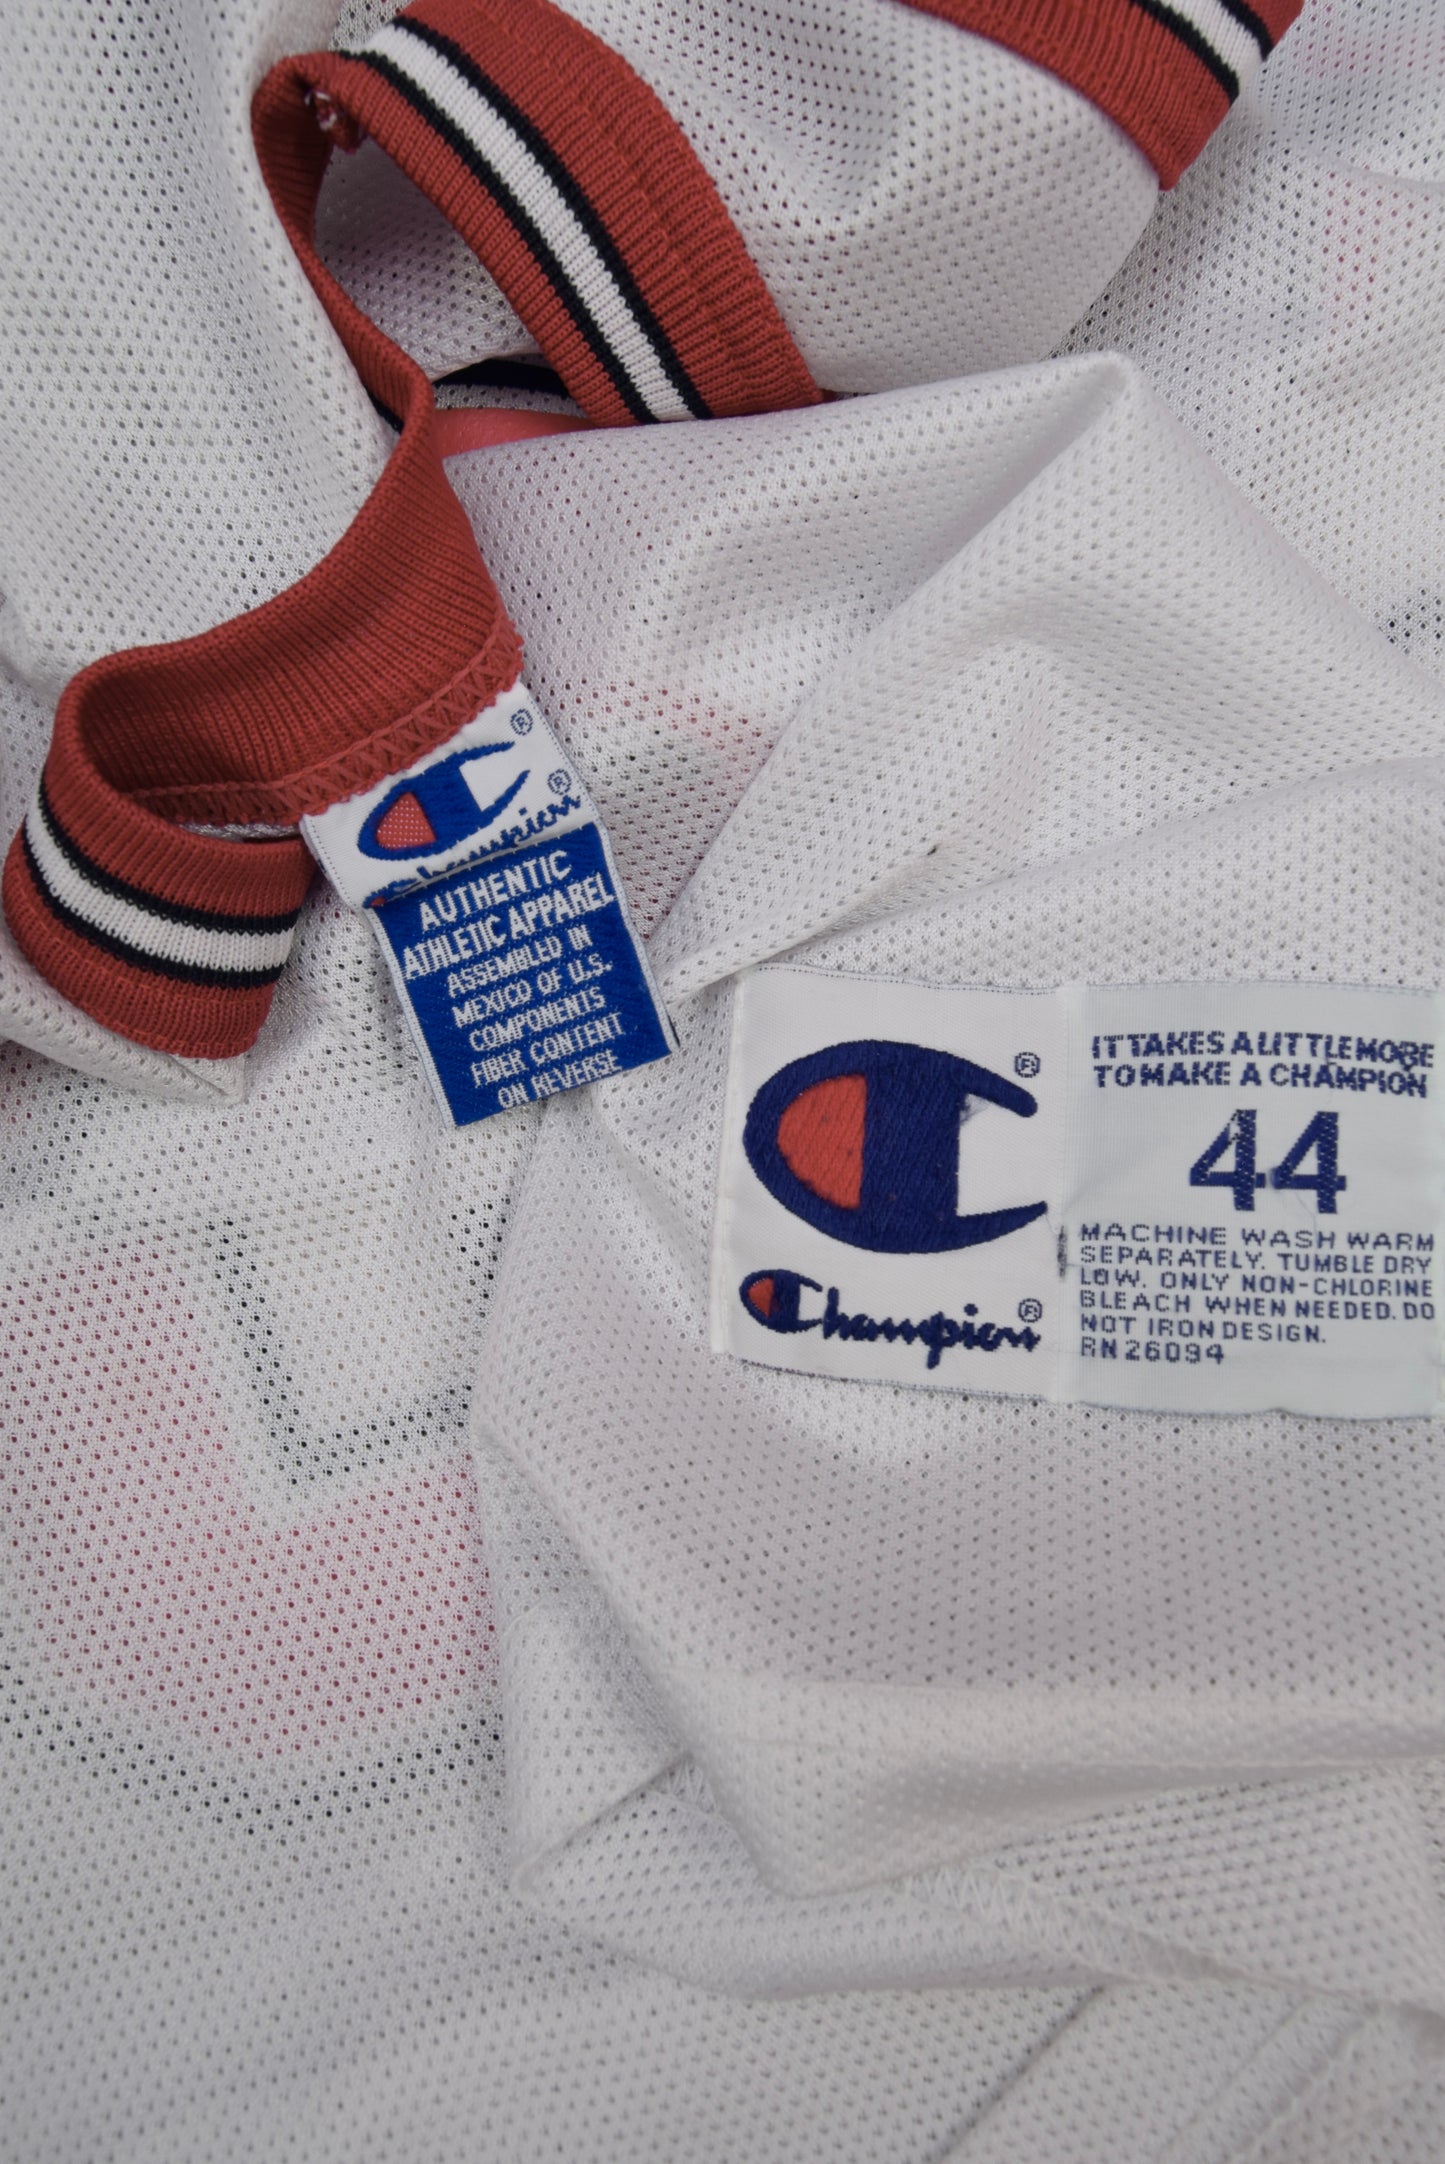 ®
®
Champion
AUTHENTIC
ATHLETIC APPAREL
ASSEMBLED IN
MEXICO OF U.S.
COMPONENTS
FIBER CONTENT
ON REVERSE
®
Champion®
IT TAKES A LITTLE MORE
TO MAKE A CHAMPION
44
MACHINE WASH WARM
SEPARATELY. TUMBLE DRY
LOW. ONLY NON-CHLORINE
BLEACH WHEN NEEDED. DO
NOT IRON DESIGN.
RN 26094